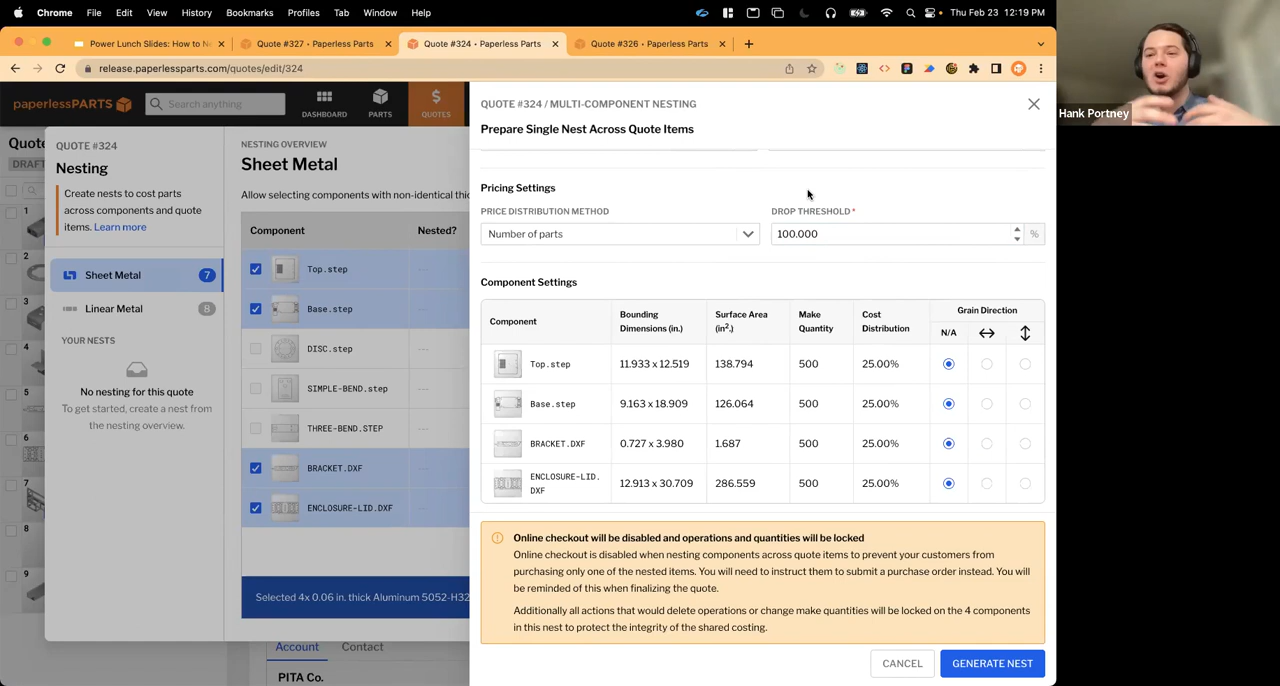 Chrome File Edit View History Bookmarks Profiles Tab Window Help
Thu Feb 23 12:19 PM
Power Lunch Slides: How to Ne
Quote #327 • Paperless Parts
Quote #324 • Paperless Parts
Quote #326 • Paperless Parts
release.paperlessparts.com/quotes/edit/324
paperlessPARTS
Search anything
DASHBOARD
PARTS
QUOTES
Quote
DRAFT
1
2
3
4
5
6
7
8
9
QUOTE #324
Nesting
Create nests to cost parts
across components and quote
items. Learn more
Sheet Metal 7
Linear Metal 8
YOUR NESTS
No nesting for this quote
To get started, create a nest from
the nesting overview.
NESTING OVERVIEW
Sheet Metal
Allow selecting components with non-identical thic
Component Nested?
Top.step ---
Base.step ---
DISC.step ---
SIMPLE-BEND.step ---
THREE-BEND.STEP ---
BRACKET.DXF ---
ENCLOSURE-LID.DXF ---
Selected 4x 0.06 in. thick Aluminum 5052-H32
Account Contact
PITA Co.
QUOTE #324 / MULTI-COMPONENT NESTING
Prepare Single Nest Across Quote Items
Pricing Settings
PRICE DISTRIBUTION METHOD DROP THRESHOLD *
Number of parts 100.000 %
Component Settings
Component Bounding Dimensions (in.) Surface Area (in².) Make Quantity Cost Distribution Grain Direction
N/A
Top.step 11.933 x 12.519 138.794 500 25.00%
Base.step 9.163 x 18.909 126.064 500 25.00%
BRACKET.DXF 0.727 x 3.980 1.687 500 25.00%
ENCLOSURE-LID.DXF 12.913 x 30.709 286.559 500 25.00%
Online checkout will be disabled and operations and quantities will be locked
Online checkout is disabled when nesting components across quote items to prevent your customers from
purchasing only one of the nested items. You will need to instruct them to submit a purchase order instead. You will
be reminded of this when finalizing the quote.
Additionally all actions that would delete operations or change make quantities will be locked on the 4 components
in this nest to protect the integrity of the shared costing.
CANCEL GENERATE NEST
Hank Portney